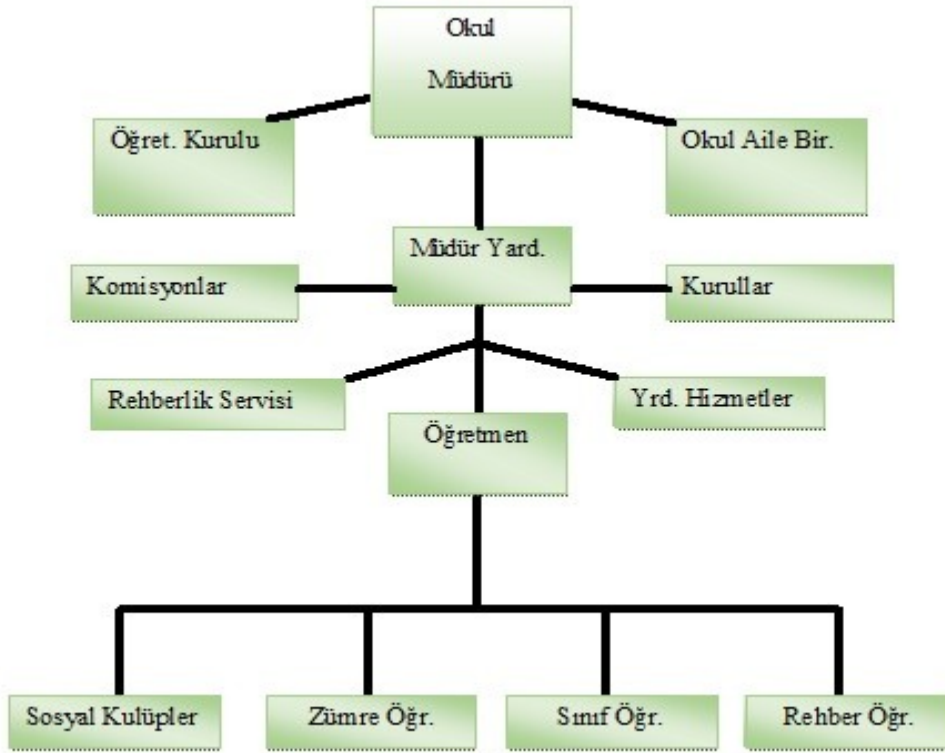 Okul
Müdürü
Öğret. Kurulu
Okul Aile Bir.
Müdür Yard.
Komisyonlar
Kurullar
Rehberlik Servisi
Yrd. Hizmetler
Öğretmen
Sosyal Kulüpler
Zümre Öğr.
Sınıf Öğr.
Rehber Öğr.